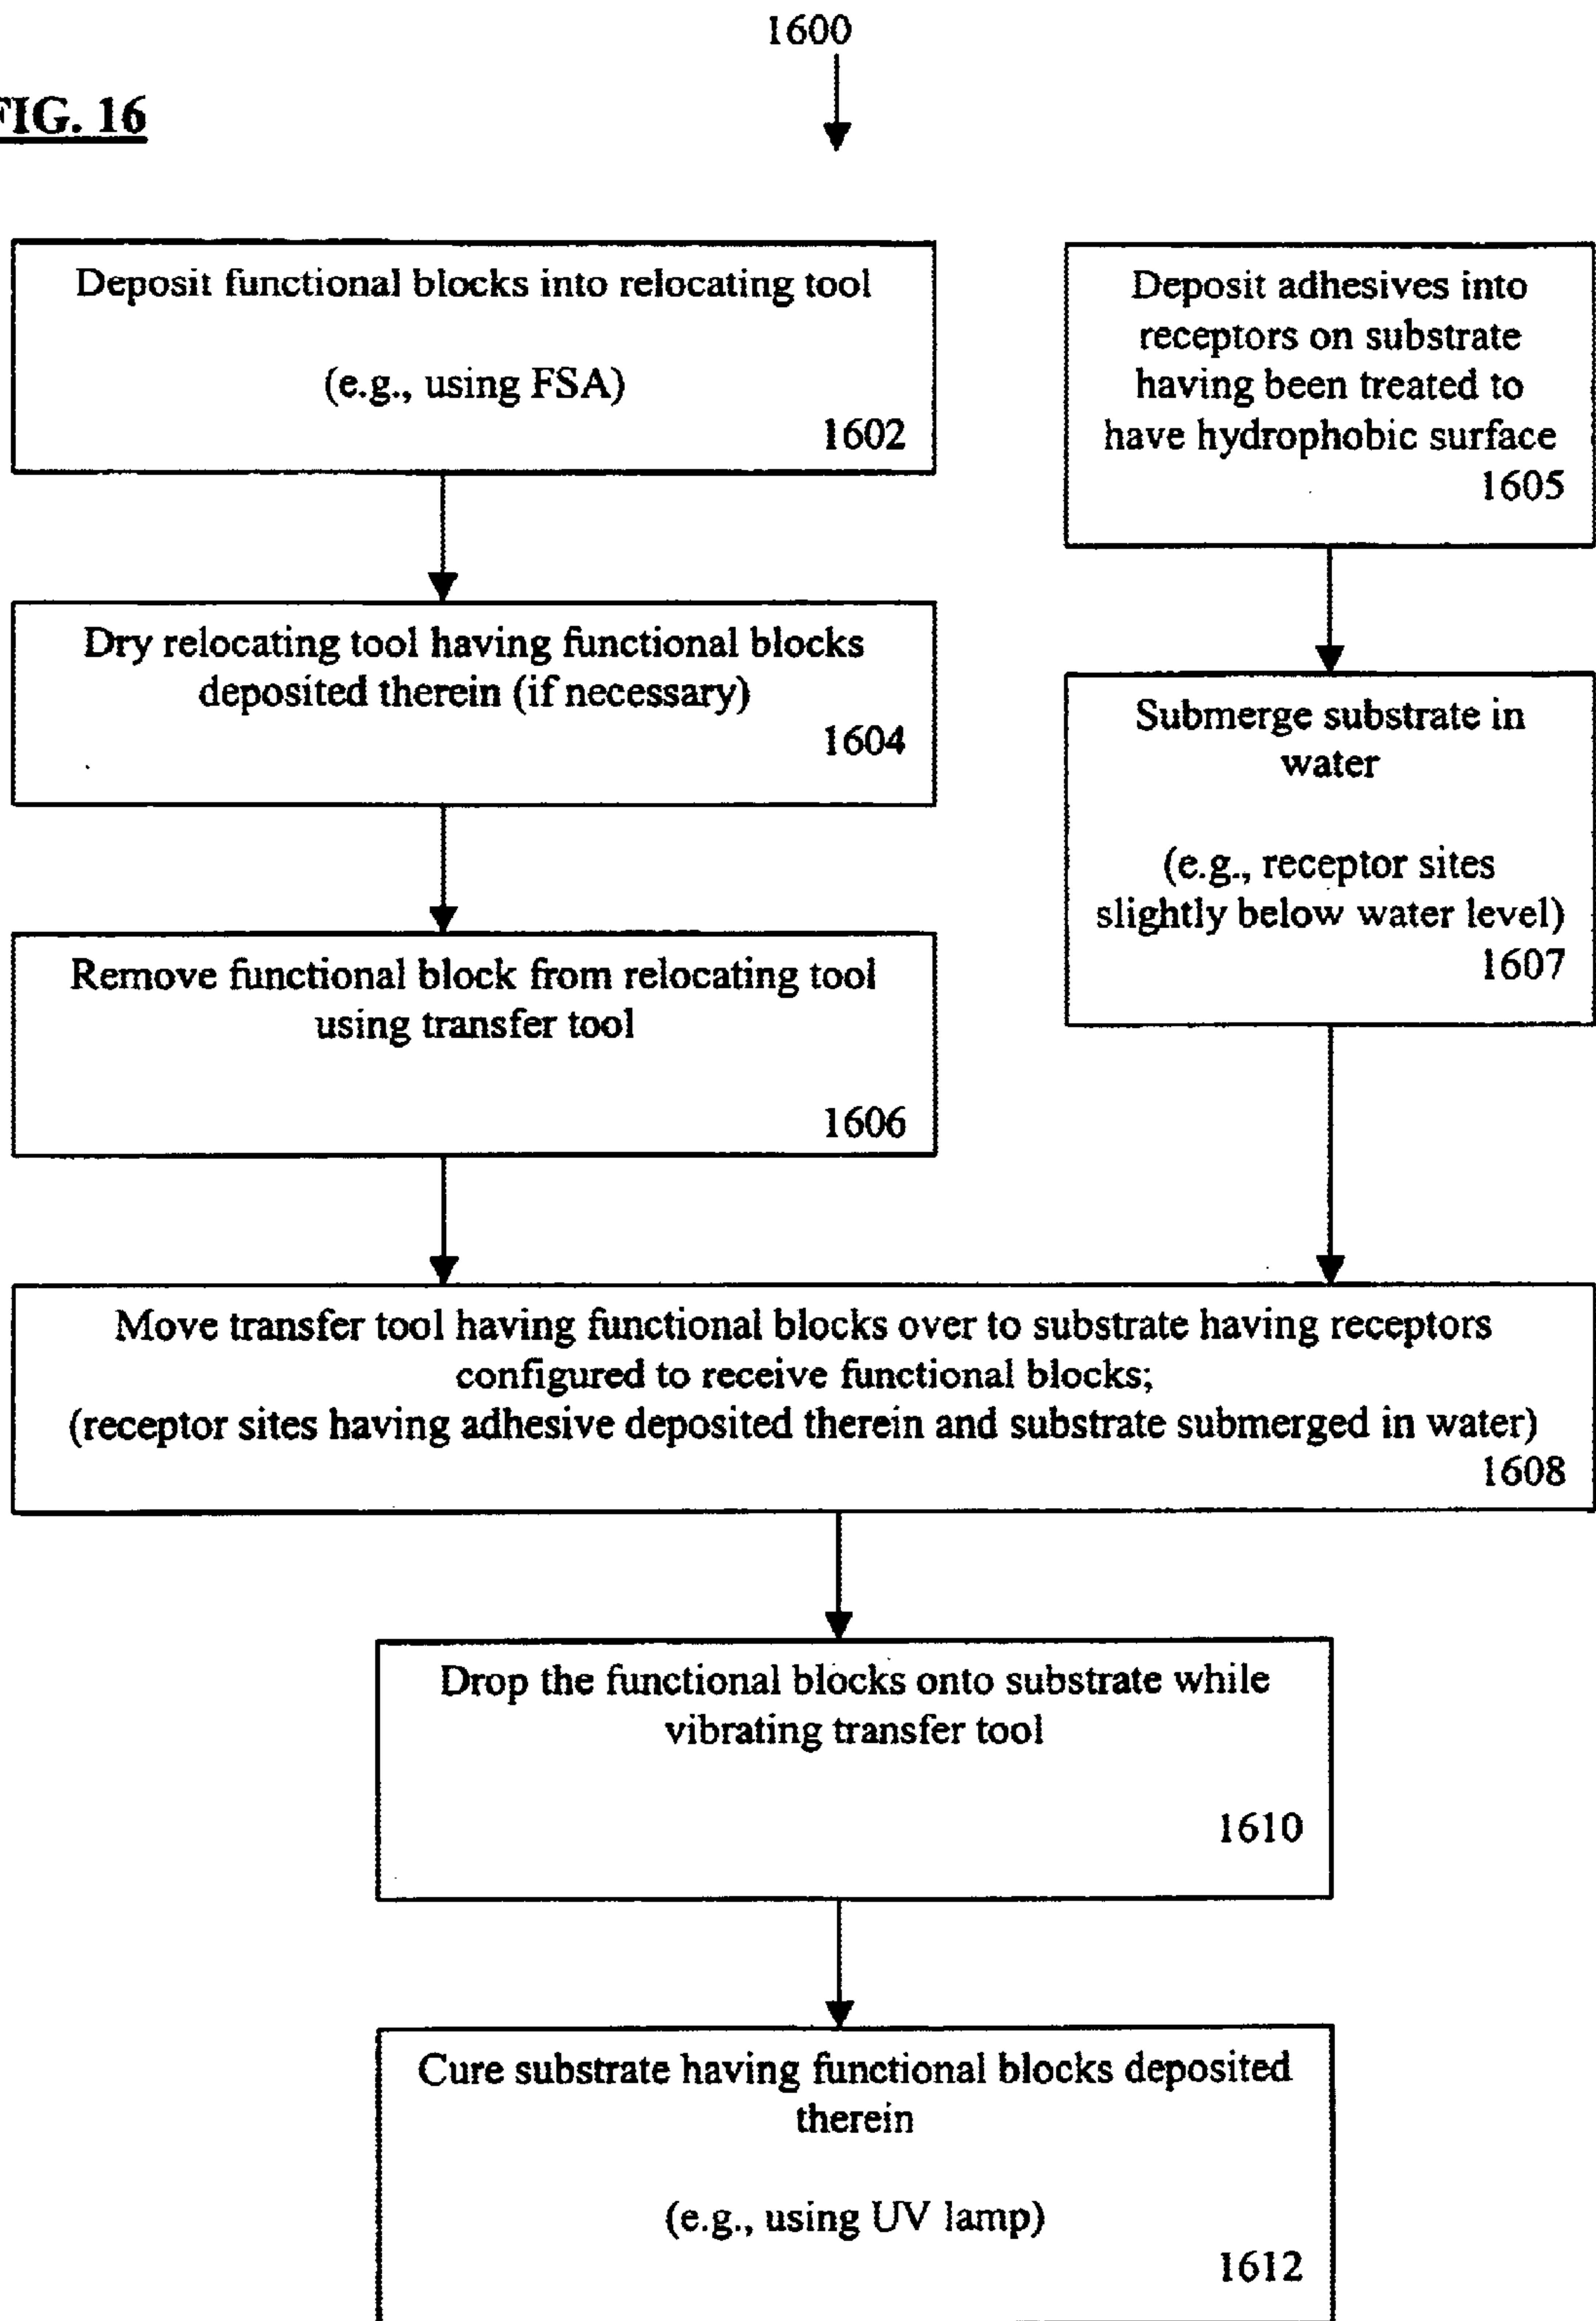 1600
FIG. 16
Deposit functional blocks into relocating tool
(e.g., using FSA)
1602
Deposit adhesives into
receptors on substrate
having been treated to
have hydrophobic surface
1605
Dry relocating tool having functional blocks
deposited therein (if necessary)
1604
Submerge substrate in
water
(e.g., receptor sites
slightly below water level)
1607
Remove functional block from relocating tool
using transfer tool
1606
Move transfer tool having functional blocks over to substrate having receptors
configured to receive functional blocks;
(receptor sites having adhesive deposited therein and substrate submerged in water)
1608
Drop the functional blocks onto substrate while
vibrating transfer tool
1610
Cure substrate having functional blocks deposited
therein
(e.g., using UV lamp)
1612